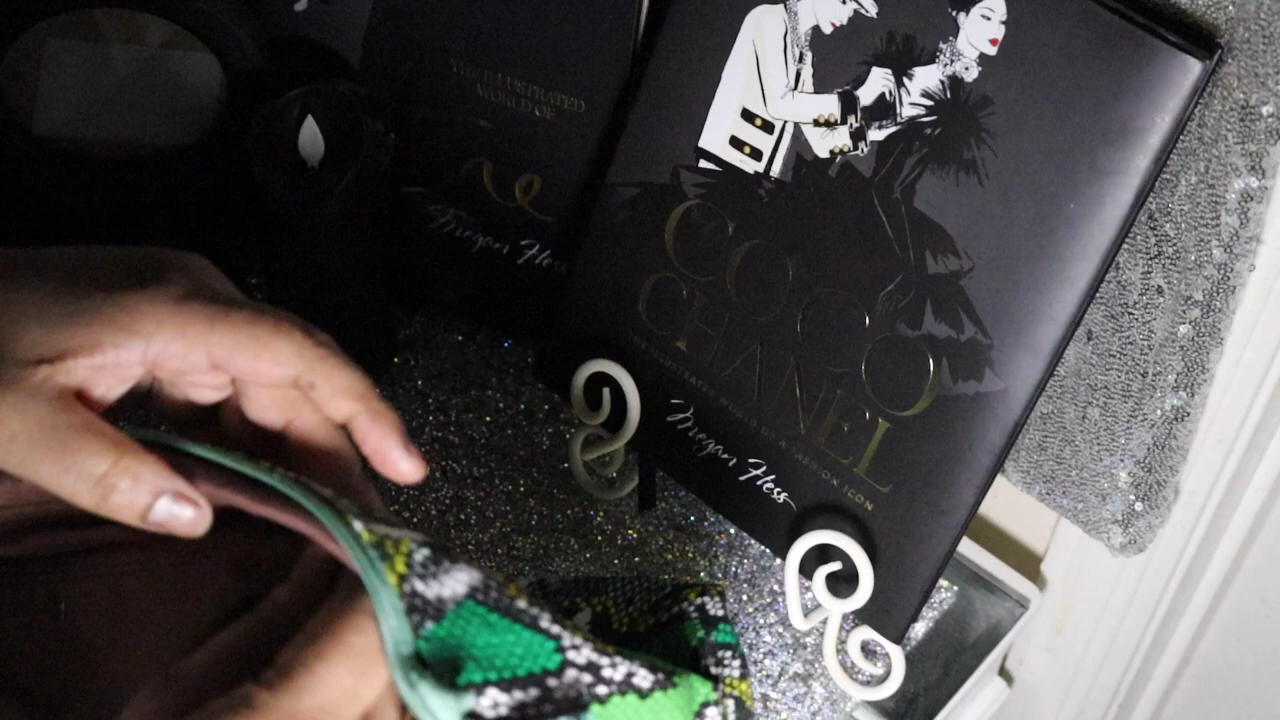 THE ILLUSTRATED
WORLD OF
Megan Hess
COCO
CHANEL
THE ILLUSTRATED WORLD OF A FASHION ICON
Megan Hess